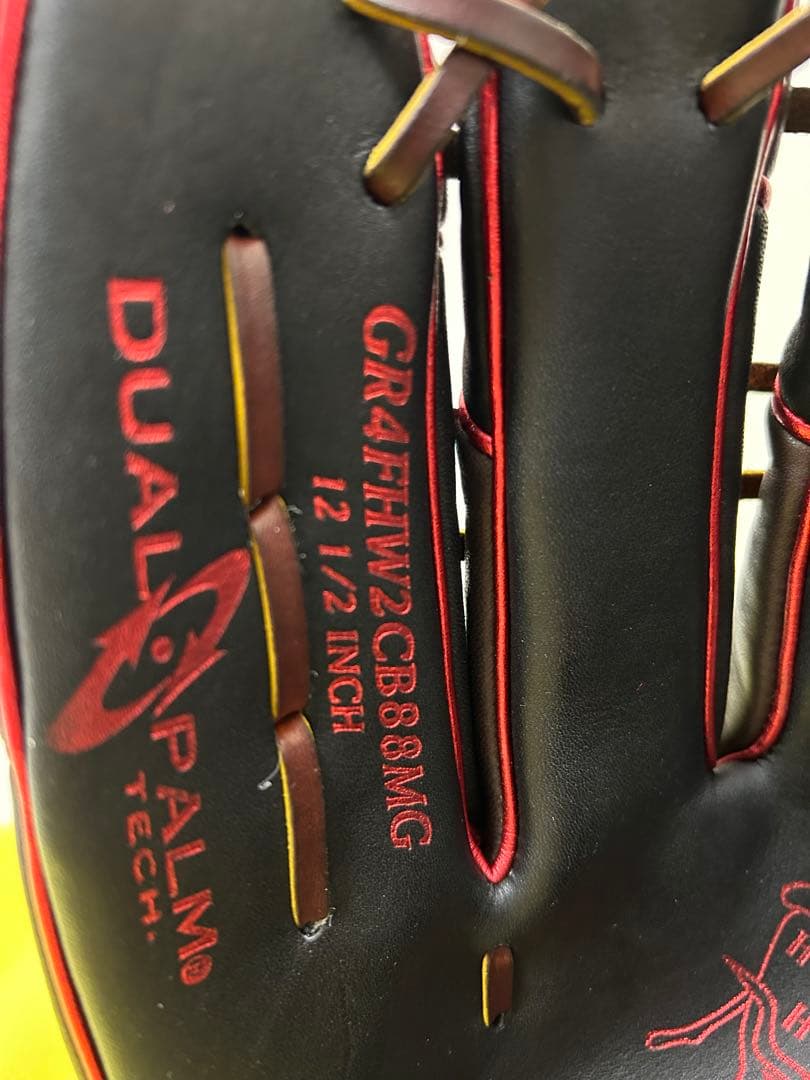 GR4FHW2CB88MG
12 1/2 INCH
DUAL PALM®
TECH.